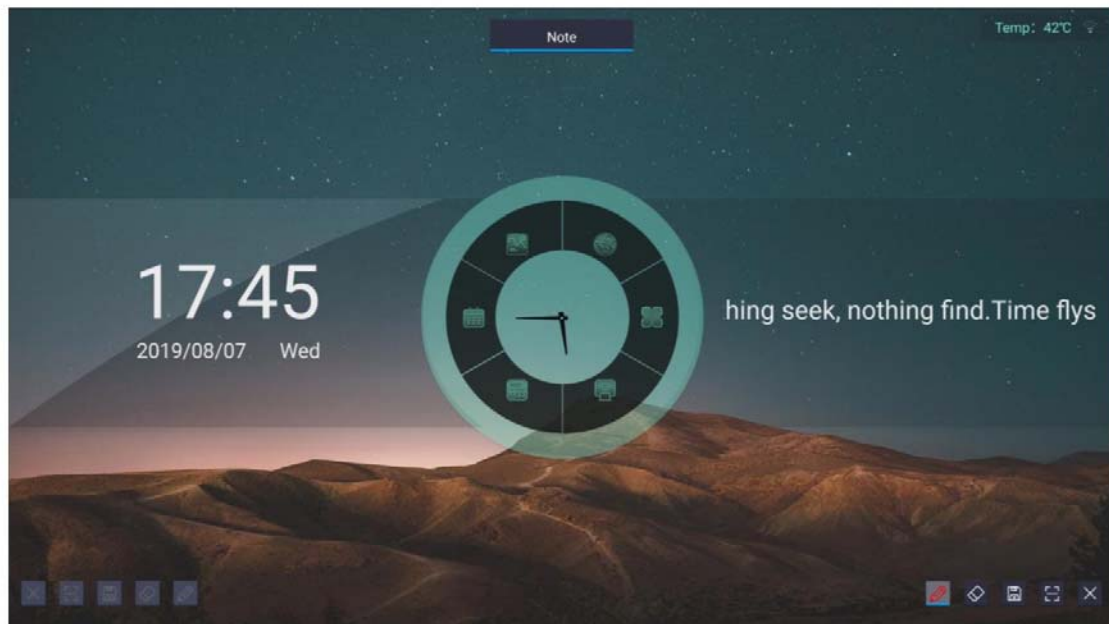 Note
Temp: 42℃
17:45
2019/08/07 Wed
hing seek, nothing find.Time flys